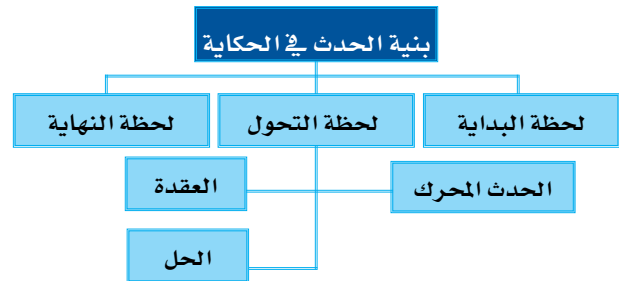 بنية الحدث في الحكاية
لحظة البداية
لحظة التحول
لحظة النهاية
الحدث المحرك
العقدة
الحل